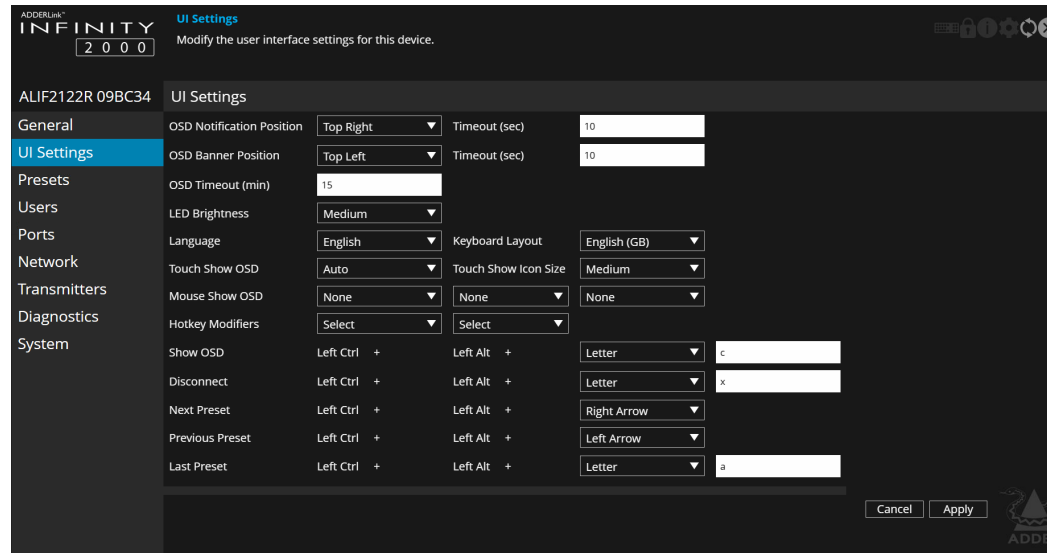 ADDERLink™
INFINITY
2000
UI Settings
Modify the user interface settings for this device.
ALIF2122R 09BC34
UI Settings
General
UI Settings
Presets
Users
Ports
Network
Transmitters
Diagnostics
System
OSD Notification Position Top Right Timeout (sec) 10
OSD Banner Position Top Left Timeout (sec) 10
OSD Timeout (min) 15
LED Brightness Medium
Language English Keyboard Layout English (GB)
Touch Show OSD Auto Touch Show Icon Size Medium
Mouse Show OSD None None None
Hotkey Modifiers Select Select
Show OSD Left Ctrl + Left Alt + Letter c
Disconnect Left Ctrl + Left Alt + Letter x
Next Preset Left Ctrl + Left Alt + Right Arrow
Previous Preset Left Ctrl + Left Alt + Left Arrow
Last Preset Left Ctrl + Left Alt + Letter a
Cancel Apply
ADDE